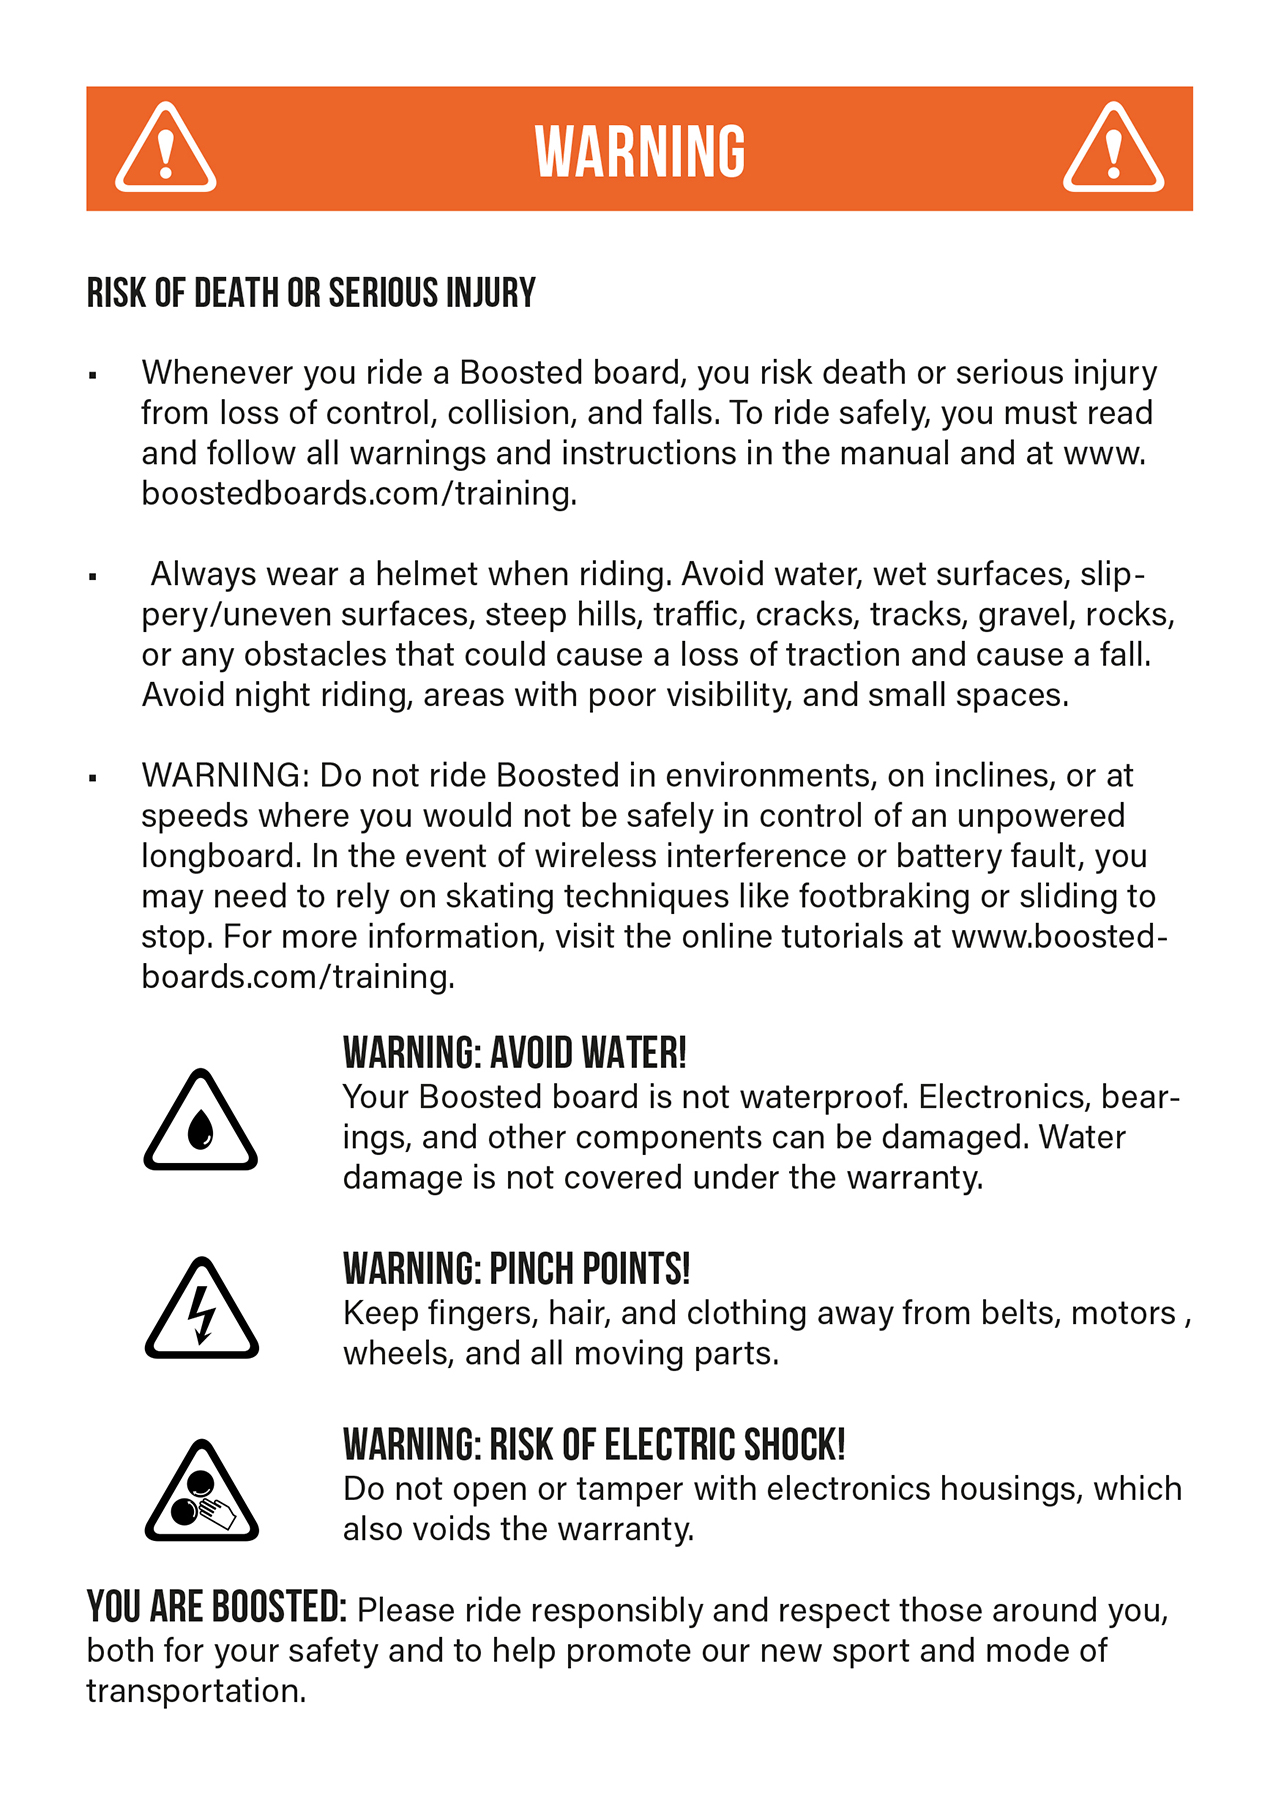 WARNING
RISK OF DEATH OR SERIOUS INJURY
▪ Whenever you ride a Boosted board, you risk death or serious injury
from loss of control, collision, and falls. To ride safely, you must read
and follow all warnings and instructions in the manual and at www.
boostedboards.com/training.
▪ Always wear a helmet when riding. Avoid water, wet surfaces, slip-
pery/uneven surfaces, steep hills, traffic, cracks, tracks, gravel, rocks,
or any obstacles that could cause a loss of traction and cause a fall.
Avoid night riding, areas with poor visibility, and small spaces.
▪ WARNING: Do not ride Boosted in environments, on inclines, or at
speeds where you would not be safely in control of an unpowered
longboard. In the event of wireless interference or battery fault, you
may need to rely on skating techniques like footbraking or sliding to
stop. For more information, visit the online tutorials at www.boosted-
boards.com/training.
WARNING: AVOID WATER!
Your Boosted board is not waterproof. Electronics, bear-
ings, and other components can be damaged. Water
damage is not covered under the warranty.
WARNING: PINCH POINTS!
Keep fingers, hair, and clothing away from belts, motors ,
wheels, and all moving parts.
WARNING: RISK OF ELECTRIC SHOCK!
Do not open or tamper with electronics housings, which
also voids the warranty.
YOU ARE BOOSTED: Please ride responsibly and respect those around you,
both for your safety and to help promote our new sport and mode of
transportation.